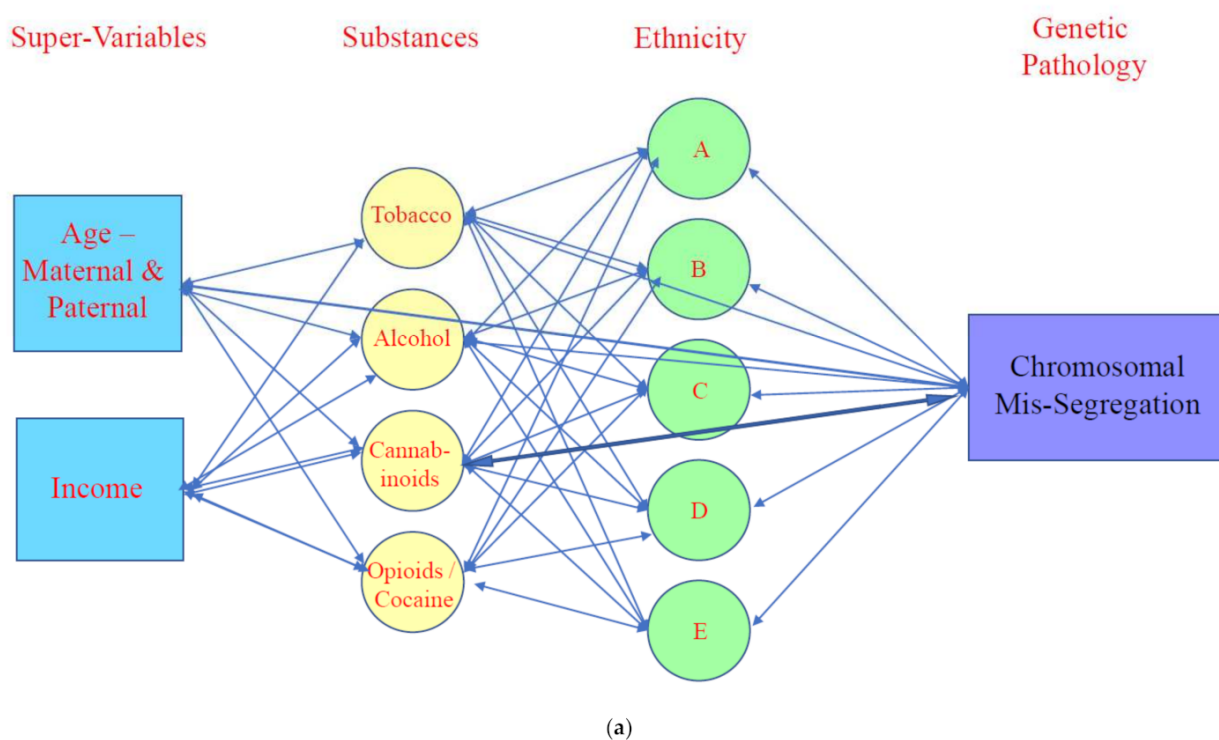 Super-Variables
Substances
Ethnicity
Genetic
Pathology
Age –
Maternal &
Paternal
Income
Tobacco
Alcohol
Cannab-
inoids
Opioids /
Cocaine
A
B
C
D
E
Chromosomal
Mis-Segregation
(a)